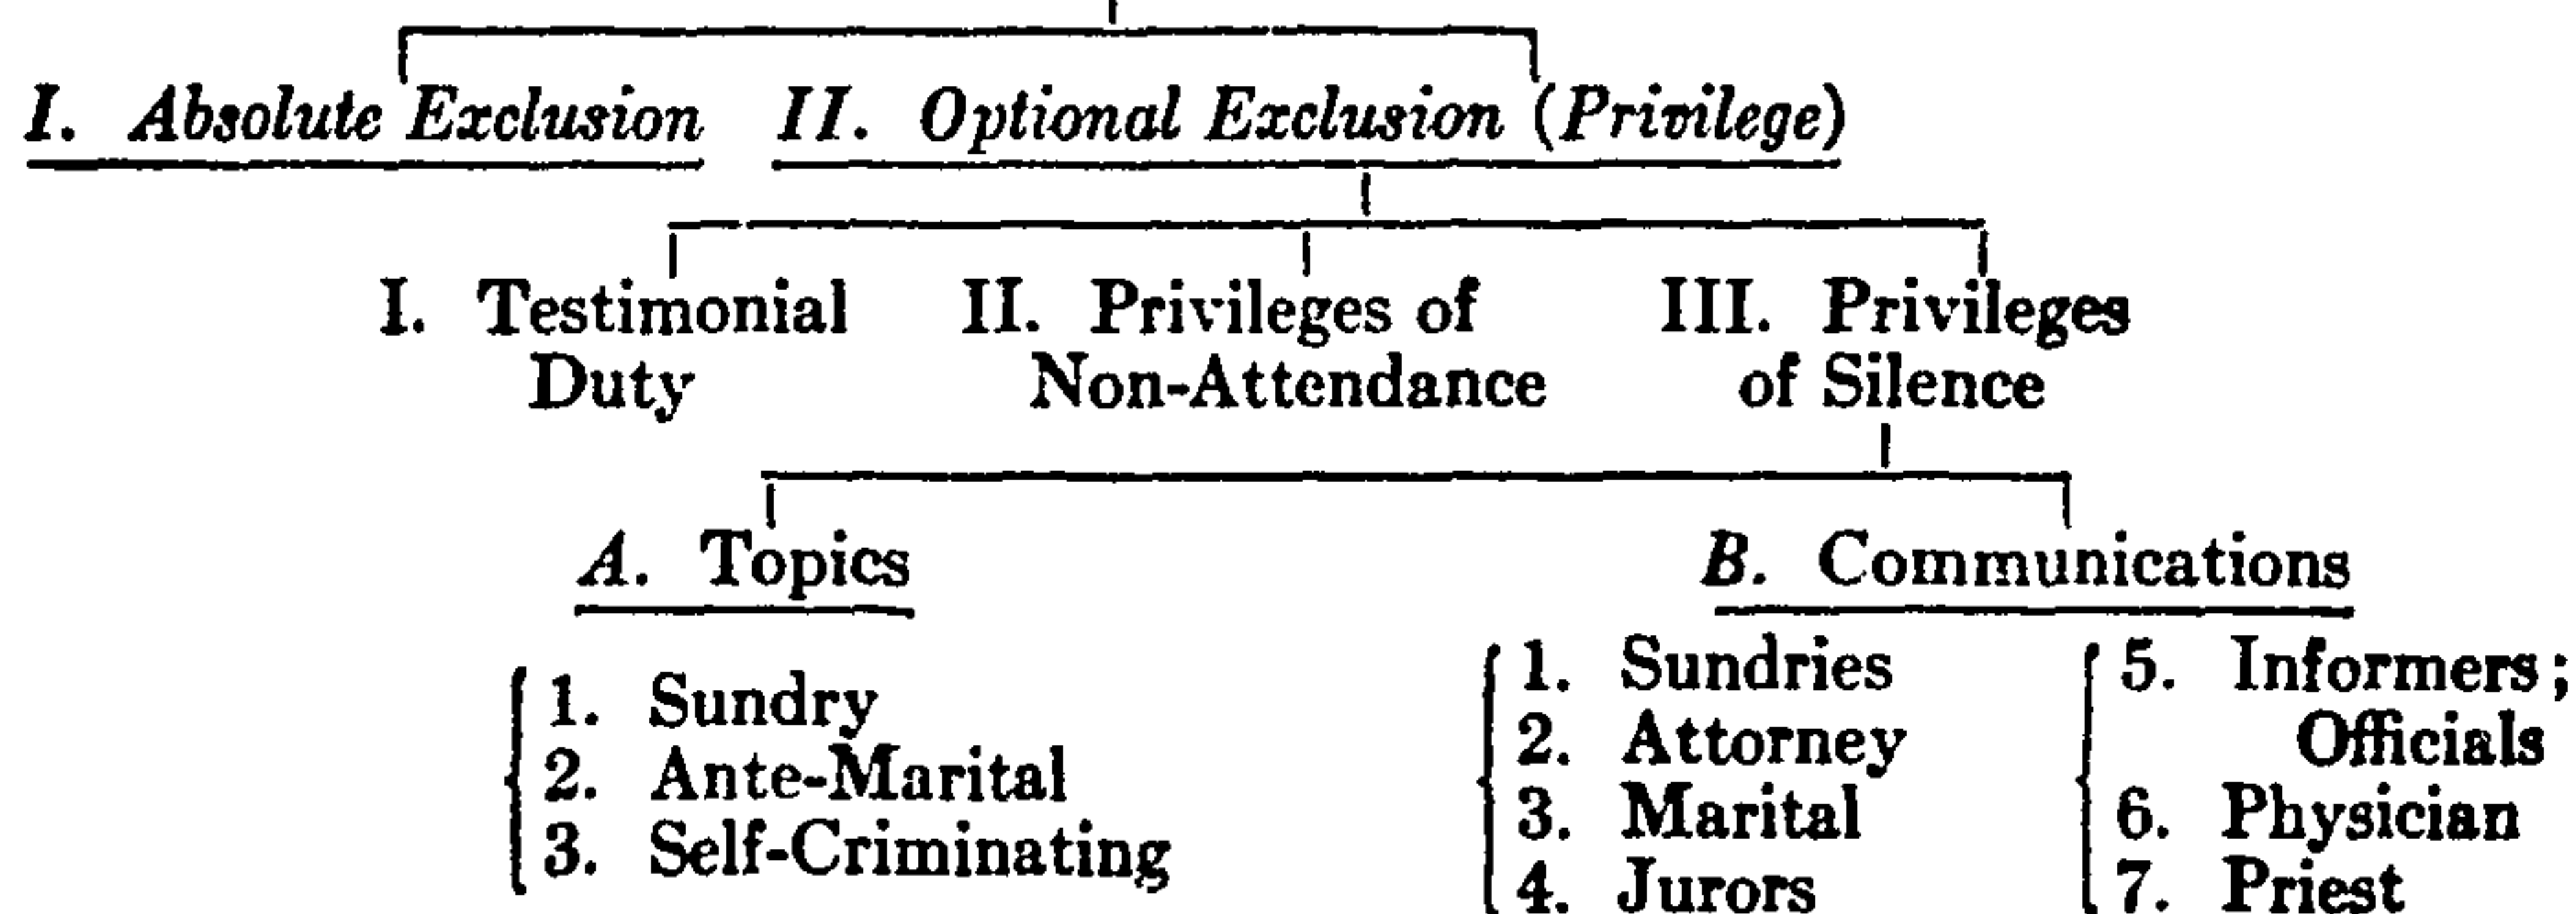 I. Absolute Exclusion
II. Optional Exclusion (Privilege)
I. Testimonial
Duty
II. Privileges of
Non-Attendance
III. Privileges
of Silence
A. Topics
1. Sundry
2. Ante-Marital
3. Self-Criminating
B. Communications
1. Sundries
2. Attorney
3. Marital
4. Jurors
5. Informers;
Officials
6. Physician
7. Priest